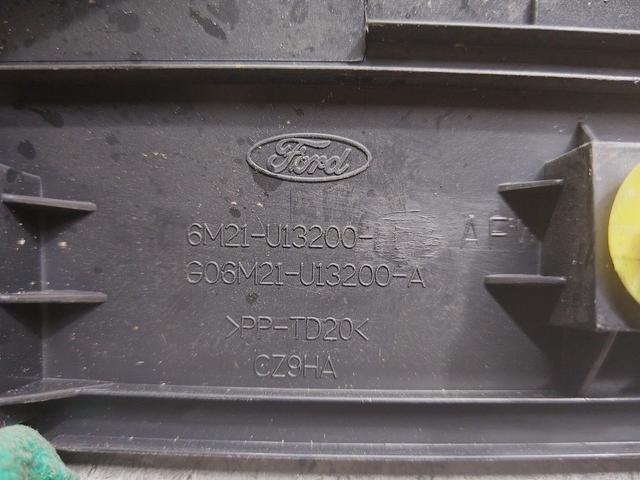 Ford
6M21-U13200-
G06M21-U13200-A
>PP-TD20<
CZ9HA